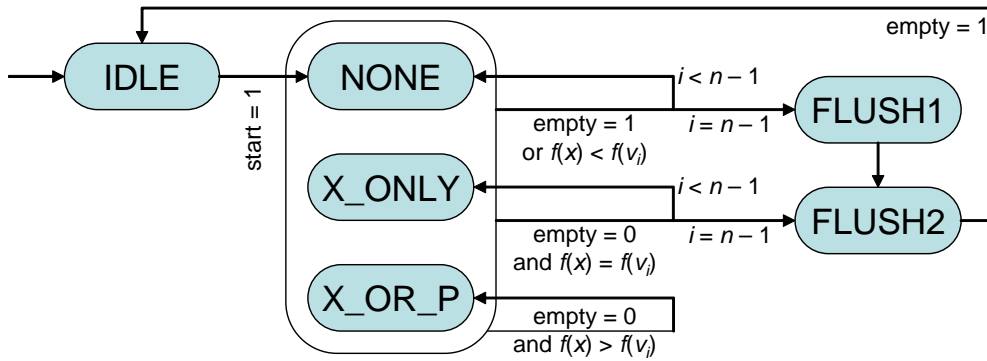 empty = 1
IDLE
NONE
i < n – 1
FLUSH1
start = 1
empty = 1
or f(x) < f(vᵢ)
i = n – 1
X_ONLY
i < n – 1
FLUSH2
empty = 0
and f(x) = f(vᵢ)
i = n – 1
X_OR_P
empty = 0
and f(x) > f(vᵢ)